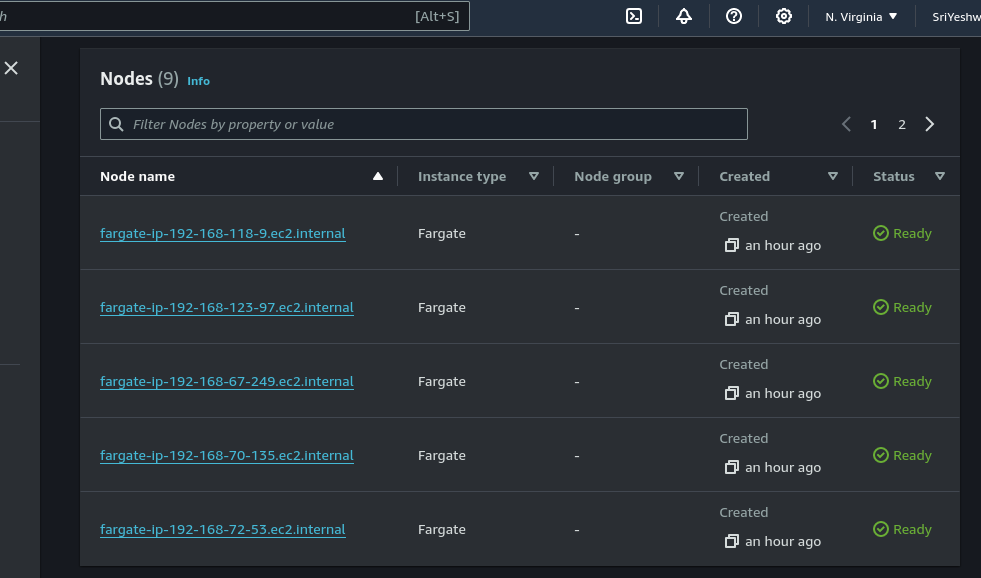 h [Alt+S] N. Virginia SriYeshw
Nodes (9) Info
Filter Nodes by property or value 1 2
Node name Instance type Node group Created Status
Created
fargate-ip-192-168-118-9.ec2.internal Fargate - an hour ago Ready
Created
fargate-ip-192-168-123-97.ec2.internal Fargate - an hour ago Ready
Created
fargate-ip-192-168-67-249.ec2.internal Fargate - an hour ago Ready
Created
fargate-ip-192-168-70-135.ec2.internal Fargate - an hour ago Ready
Created
fargate-ip-192-168-72-53.ec2.internal Fargate - an hour ago Ready